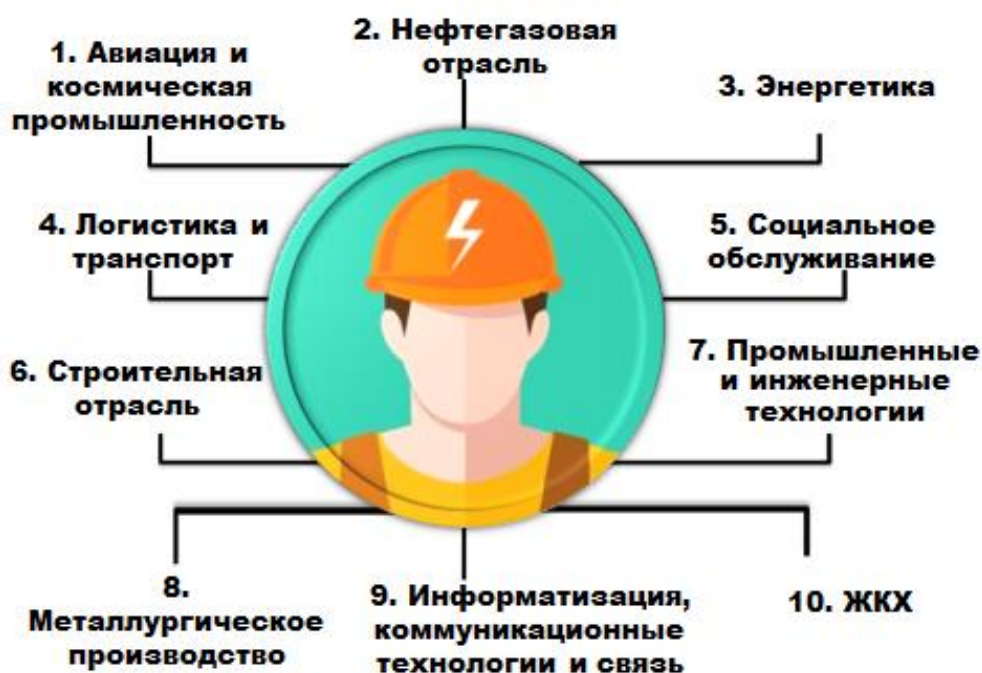 1. Авиация и
космическая
промышленность
2. Нефтегазовая
отрасль
3. Энергетика
4. Логистика и
транспорт
5. Социальное
обслуживание
6. Строительная
отрасль
7. Промышленные
и инженерные
технологии
8.
Металлургическое
производство
9. Информатизация,
коммуникационные
технологии и связь
10. ЖКХ